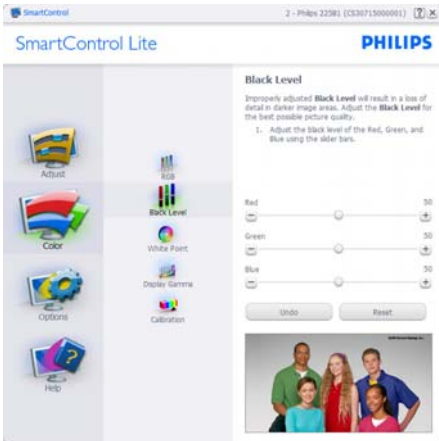 SmartControl
2 - Philips 225B1 (CS30715000001)
SmartControl Lite
PHILIPS
Adjust
Color
Options
Help
RGB
Black Level
White Point
Display Gamma
Calibration
Black Level
Improperly adjusted Black Level will result in a loss of
detail in darker image areas. Adjust the Black Level for
the best possible picture quality.
1. Adjust the black level of the Red, Green, and
Blue using the slider bars.
Red 50
Green 50
Blue 50
Undo
Reset